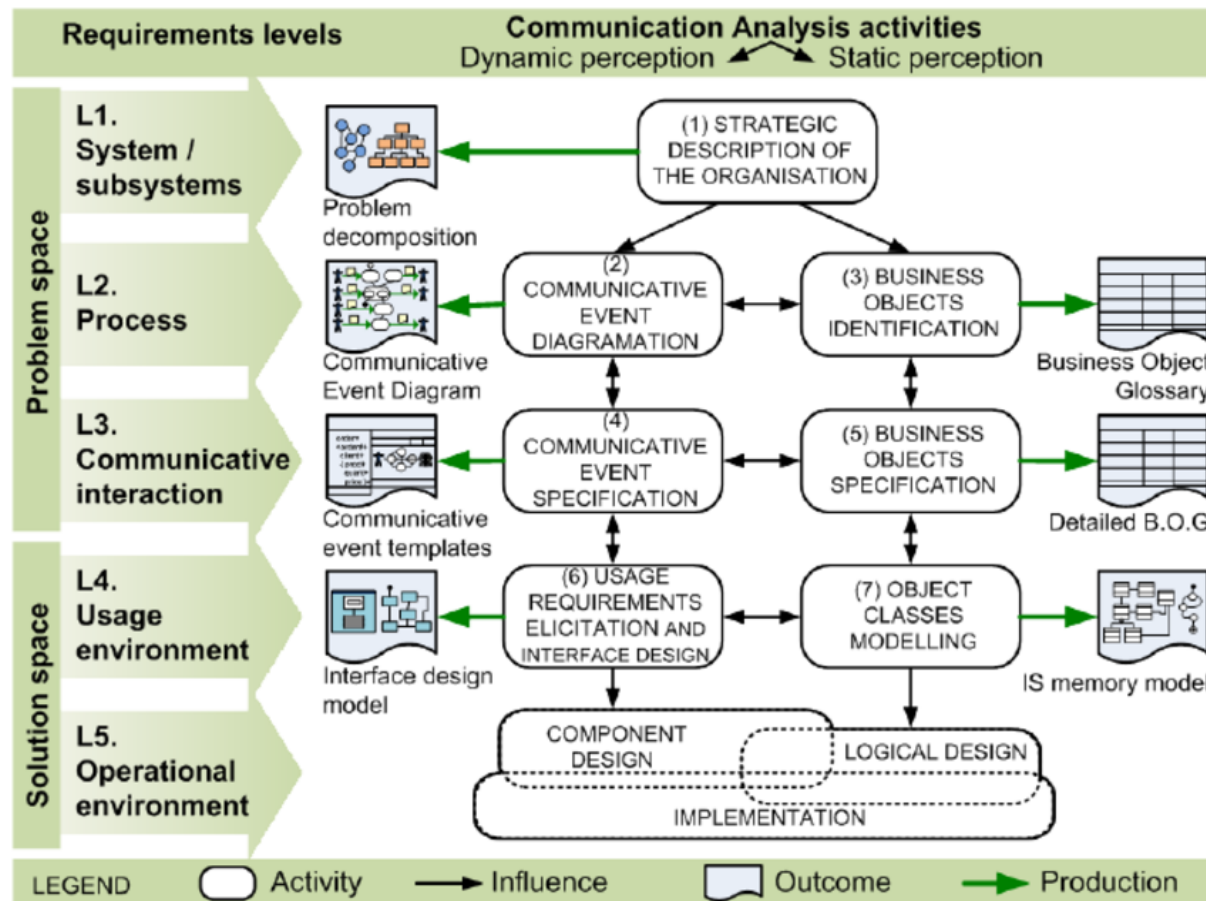 Requirements levels
Communication Analysis activities
Dynamic perception
Static perception
Problem space
Solution space
L1.
System /
subsystems
Problem
decomposition
(1) STRATEGIC
DESCRIPTION OF
THE ORGANISATION
L2.
Process
Communicative
Event Diagram
(2)
COMMUNICATIVE
EVENT
DIAGRAMATION
(3) BUSINESS
OBJECTS
IDENTIFICATION
Business Object
Glossary
L3.
Communicative
interaction
Communicative
event templates
(4)
COMMUNICATIVE
EVENT
SPECIFICATION
(5) BUSINESS
OBJECTS
SPECIFICATION
Detailed B.O.G
L4.
Usage
environment
Interface design
model
(6) USAGE
REQUIREMENTS
ELICITATION AND
INTERFACE DESIGN
(7) OBJECT
CLASSES
MODELLING
IS memory model
L5.
Operational
environment
COMPONENT
DESIGN
LOGICAL DESIGN
IMPLEMENTATION
LEGEND
Activity
Influence
Outcome
Production